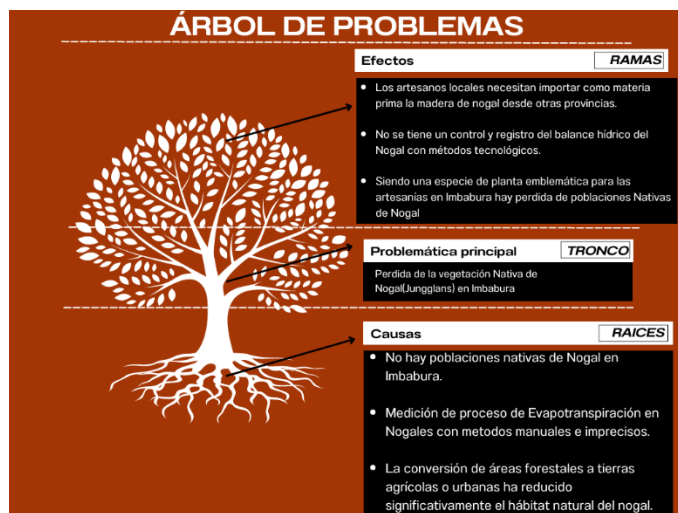 ÁRBOL DE PROBLEMAS
Efectos
RAMAS
Los artesanos locales necesitan importar como materia
prima la madera de nogal desde otras provincias.
No se tiene un control y registro del balance hídrico del
Nogal con métodos tecnológicos.
Siendo una especie de planta emblemática para las
artesanías en Imbabura hay perdida de poblaciones Nativas
de Nogal
Problemática principal
TRONCO
Perdida de la vegetación Nativa de
Nogal(Jungglans) en Imbabura
Causas
RAICES
No hay poblaciones nativas de Nogal en
Imbabura.
Medición de proceso de Evapotranspiración en
Nogales con metodos manuales e imprecisos.
La conversión de áreas forestales a tierras
agrícolas o urbanas ha reducido
significativamente el hábitat natural del nogal.